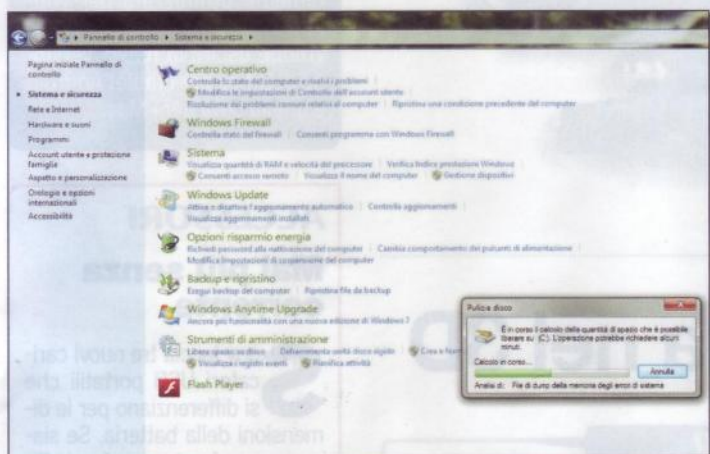 Pannello di controllo ▸ Sistema e sicurezza ▸
Pagina iniziale Pannello di
controllo
Sistema e sicurezza
Rete e Internet
Hardware e suoni
Programmi
Account utente e protezione
famiglia
Aspetto e personalizzazione
Orologio e opzioni
internazionali
Accessibilità
Centro operativo
Controlla lo stato del computer e risolvi i problemi
Modifica le impostazioni di Controllo dell'account utente
Risoluzione dei problemi comuni relativi al computer
Ripristino una condizione precedente del computer
Windows Firewall
Controlla stato del firewall
Consenti programma con Windows Firewall
Sistema
Visualizza quantità di RAM e velocità del processore
Verifica Indice prestazioni Windows
Consenti accesso remoto
Visualizza il nome del computer
Gestione dispositivi
Windows Update
Attiva o disattiva l'aggiornamento automatico
Controlla aggiornamenti
Visualizza aggiornamenti installati
Opzioni risparmio energia
Richiedi password alla riattivazione del computer
Cambia comportamento dei pulsanti di alimentazione
Modifica impostazioni di sospensione del computer
Backup e ripristino
Esegui backup del computer
Ripristina file da backup
Windows Anytime Upgrade
Ancora più funzionalità con una nuova edizione di Windows 7
Strumenti di amministrazione
Libera spazio su disco
Deframmenta unità disco rigido
Crea e
Visualizza i registri eventi
Pianifica attività
Flash Player
Pulizia disco
È in corso il calcolo della quantità di spazio che è possibile
liberare su (C:). L'operazione potrebbe richiedere alcuni
minuti.
Calcolo in corso...
Annulla
Analisi di: File di dump della memoria degli errori di sistema